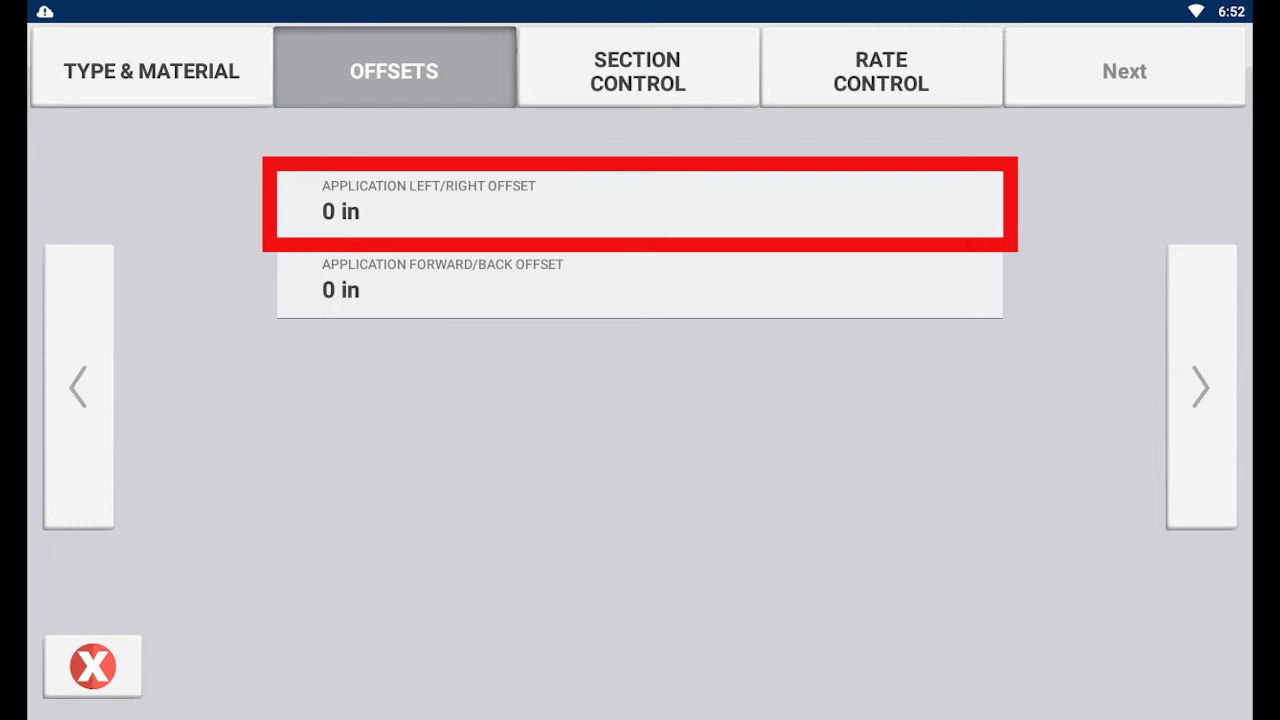 6:52
TYPE & MATERIAL
OFFSETS
SECTION
CONTROL
RATE
CONTROL
Next
APPLICATION LEFT/RIGHT OFFSET
0 in
APPLICATION FORWARD/BACK OFFSET
0 in
X